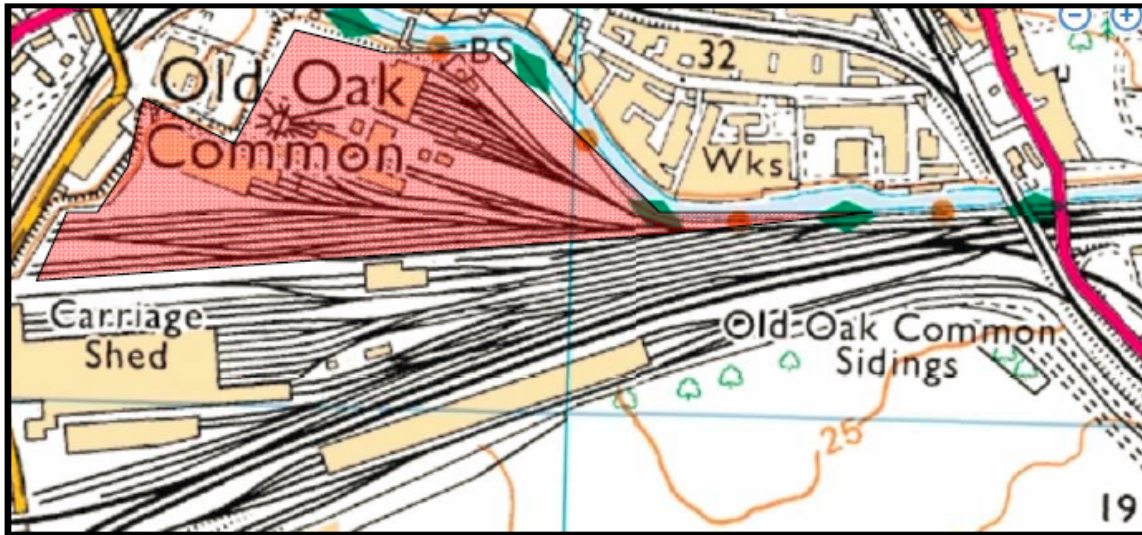 BS
32
Old Oak
Common
Wks
Carriage
Shed
Old Oak Common
Sidings
25
19